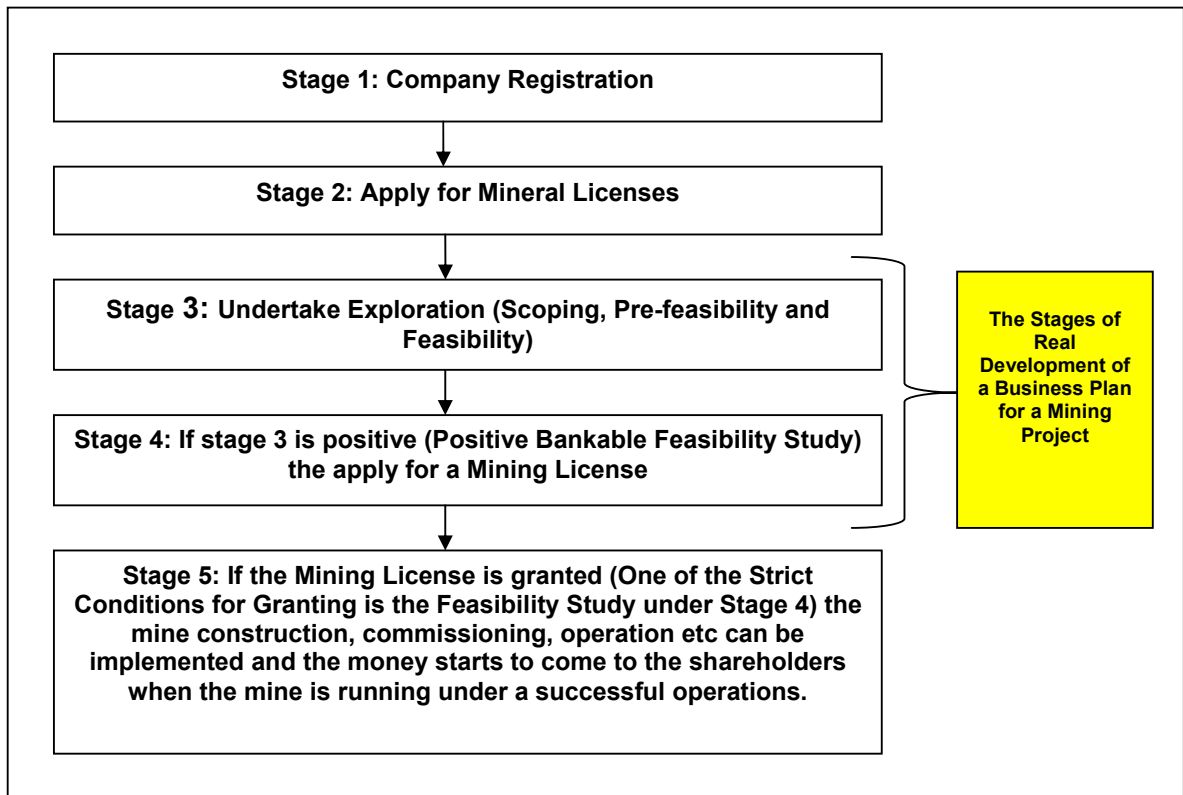 Stage 1: Company Registration
Stage 2: Apply for Mineral Licenses
Stage 3: Undertake Exploration (Scoping, Pre-feasibility and
Feasibility)
Stage 4: If stage 3 is positive (Positive Bankable Feasibility Study)
the apply for a Mining License
Stage 5: If the Mining License is granted (One of the Strict
Conditions for Granting is the Feasibility Study under Stage 4) the
mine construction, commissioning, operation etc can be
implemented and the money starts to come to the shareholders
when the mine is running under a successful operations.
The Stages of
Real
Development of
a Business Plan
for a Mining
Project